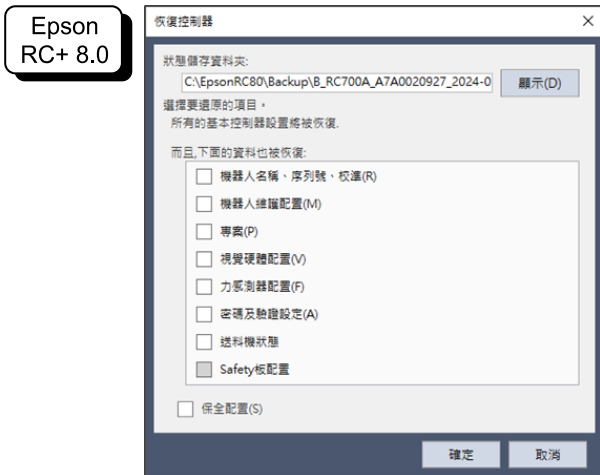 Epson
RC+ 8.0
恢復控制器
狀態儲存資料夾:
C:\EpsonRC80\Backup\B_RC700A_A7A0020927_2024-0
顯示(D)
選擇要還原的項目。
所有的基本控制器設置將被恢復.
而且,下面的資料也被恢復:
機器人名稱、序列號、校準(R)
機器人維護配置(M)
專案(P)
視覺硬體配置(V)
力感測器配置(F)
密碼及驗證設定(A)
送料機狀態
Safety板配置
保全配置(S)
確定
取消